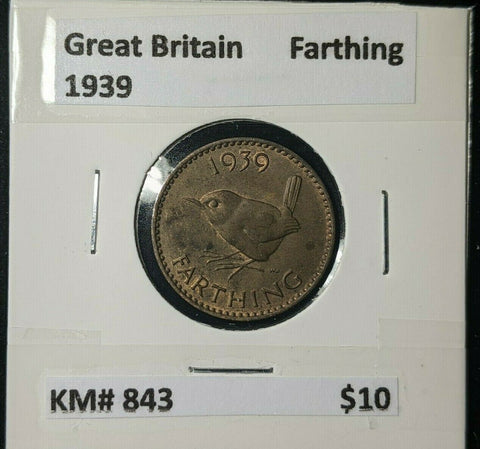 Great Britain Farthing
1939
1939
FARTHING
KM# 843 $10